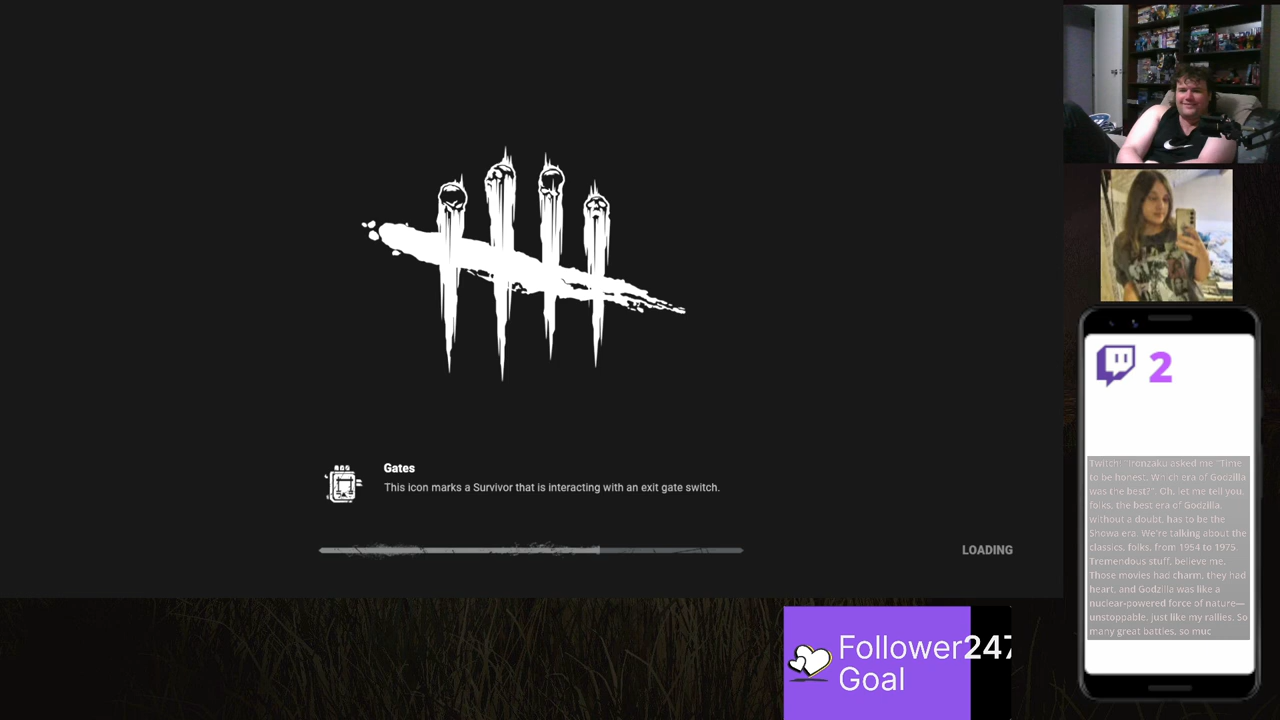 Gates
This icon marks a Survivor that is interacting with an exit gate switch.
LOADING
2
Twitch: "Ironzaku asked me "Time
to be honest. Which era of Godzilla
was the best?". Oh, let me tell you,
folks, the best era of Godzilla,
without a doubt, has to be the
Showa era. We're talking about the
classics, folks, from 1954 to 1975.
Tremendous stuff, believe me.
Those movies had charm, they had
heart, and Godzilla was like a
nuclear-powered force of nature—
unstoppable, just like my rallies. So
many great battles, so muc
Follower 247
Goal